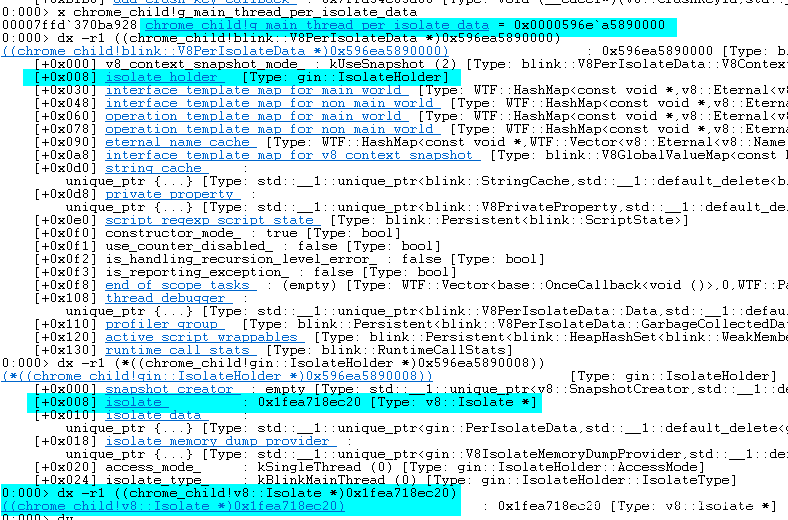 0:000> x chrome_child!g_main_thread_per_isolate_data
00007ffd`370ba928 chrome_child!g_main_thread_per_isolate_data = 0x0000596e`a5890000
0:000> dx -r1 ((chrome_child!blink::V8PerIsolateData *)0x596ea5890000)
((chrome_child!blink::V8PerIsolateData *)0x596ea5890000) : 0x596ea5890000 [Type: b
[+0x000] v8_context_snapshot_mode_ : kUseSnapshot (2) [Type: blink::V8PerIsolateData::V8Contex
[+0x008] isolate_holder_ [Type: gin::IsolateHolder]
[+0x030] interface_template_map_for_main_world_ [Type: WTF::HashMap<const void *,v8::Eternal<v8
[+0x048] interface_template_map_for_non_main_world_ [Type: WTF::HashMap<const void *,v8::Eterna
[+0x060] operation_template_map_for_main_world_ [Type: WTF::HashMap<const void *,v8::Eternal<v8
[+0x078] operation_template_map_for_non_main_world_ [Type: WTF::HashMap<const void *,v8::Eterna
[+0x090] eternal_name_cache_ [Type: WTF::HashMap<const void *,WTF::Vector<v8::Eternal<v8::Name
[+0x0a8] interface_template_map_for_v8_context_snapshot_ [Type: blink::V8GlobalValueMap<const
[+0x0d0] string_cache_ :
unique_ptr {...} [Type: std::__1::unique_ptr<blink::StringCache,std::__1::default_delete<b
[+0x0d8] private_property_ :
unique_ptr {...} [Type: std::__1::unique_ptr<blink::V8PrivateProperty,std::__1::default_de
[+0x0e0] script_regexp_script_state_ [Type: blink::Persistent<blink::ScriptState>]
[+0x0f0] constructor_mode_ : true [Type: bool]
[+0x0f1] use_counter_disabled_ : false [Type: bool]
[+0x0f2] is_handling_recursion_level_error_ : false [Type: bool]
[+0x0f3] is_reporting_exception_ : false [Type: bool]
[+0x0f8] end_of_scope_tasks_ : (empty) [Type: WTF::Vector<base::OnceCallback<void ()>,0,WTF::Pa
[+0x108] thread_debugger_ :
unique_ptr {...} [Type: std::__1::unique_ptr<blink::V8PerIsolateData::Data,std::__1::defau
[+0x110] profiler_group_ [Type: blink::Persistent<blink::V8PerIsolateData::GarbageCollectedDa
[+0x120] active_script_wrappables_ [Type: blink::Persistent<blink::HeapHashSet<blink::WeakMembe
[+0x130] runtime_call_stats_ [Type: blink::RuntimeCallStats]
0:000> dx -r1 (*((chrome_child!gin::IsolateHolder *)0x596ea5890008))
(*((chrome_child!gin::IsolateHolder *)0x596ea5890008)) [Type: gin::IsolateHolder]
[+0x000] snapshot_creator_ : empty [Type: std::__1::unique_ptr<v8::SnapshotCreator,std::__1::de
[+0x008] isolate_ : 0x1fea718ec20 [Type: v8::Isolate *]
[+0x010] isolate_data_ :
unique_ptr {...} [Type: std::__1::unique_ptr<gin::PerIsolateData,std::__1::default_delete<g
[+0x018] isolate_memory_dump_provider_ :
unique_ptr {...} [Type: std::__1::unique_ptr<gin::V8IsolateMemoryDumpProvider,std::__1::def
[+0x020] access_mode_ : kSingleThread (0) [Type: gin::IsolateHolder::AccessMode]
[+0x024] isolate_type_ : kBlinkMainThread (0) [Type: gin::IsolateHolder::IsolateType]
0:000> dx -r1 ((chrome_child!v8::Isolate *)0x1fea718ec20)
((chrome_child!v8::Isolate *)0x1fea718ec20) : 0x1fea718ec20 [Type: v8::Isolate *]
0:000> dv